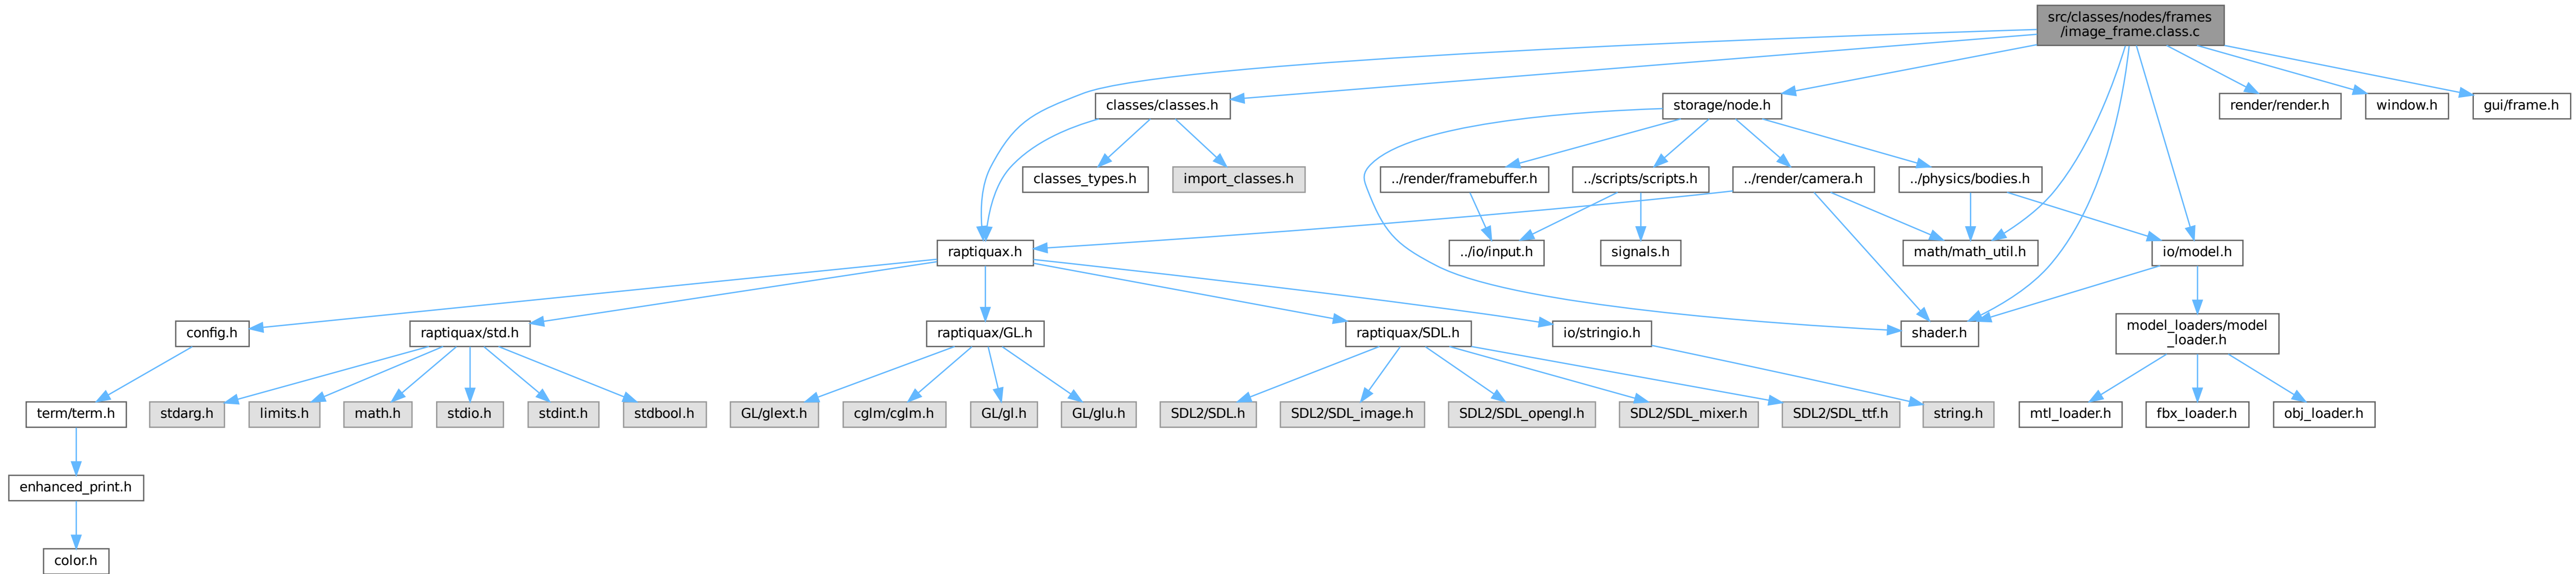 src/classes/nodes/frames
/image_frame.class.c
classes/classes.h
storage/node.h
render/render.h
window.h
gui/frame.h
classes_types.h
import_classes.h
../render/framebuffer.h
../scripts/scripts.h
../render/camera.h
../physics/bodies.h
raptiquax.h
../io/input.h
signals.h
math/math_util.h
io/model.h
config.h
raptiquax/std.h
raptiquax/GL.h
raptiquax/SDL.h
io/stringio.h
shader.h
model_loaders/model
_loader.h
term/term.h
stdarg.h
limits.h
math.h
stdio.h
stdint.h
stdbool.h
GL/glext.h
cglm/cglm.h
GL/gl.h
GL/glu.h
SDL2/SDL.h
SDL2/SDL_image.h
SDL2/SDL_opengl.h
SDL2/SDL_mixer.h
SDL2/SDL_ttf.h
string.h
mtl_loader.h
fbx_loader.h
obj_loader.h
enhanced_print.h
color.h